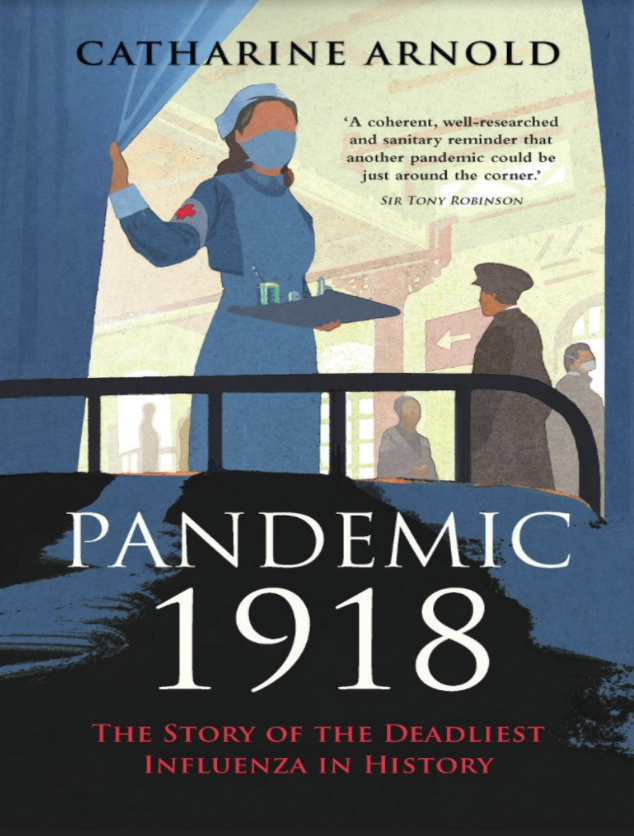 CATHARINE ARNOLD
‘A coherent, well-researched
and sanitary reminder that
another pandemic could be
just around the corner.’
SIR TONY ROBINSON
PANDEMIC
1918
THE STORY OF THE DEADLIEST
INFLUENZA IN HISTORY